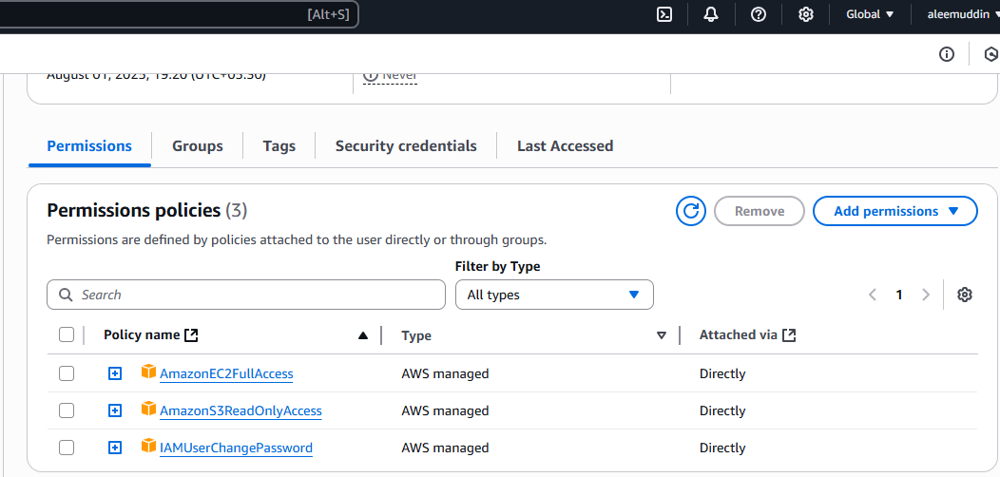 [Alt+S]
Global
aleemuddin
August 01, 2025, 19:20 (UTC+05:30)
Never
Permissions
Groups
Tags
Security credentials
Last Accessed
Permissions policies (3)
Remove
Add permissions
Permissions are defined by policies attached to the user directly or through groups.
Filter by Type
Search
All types
1
Policy name
Type
Attached via
AmazonEC2FullAccess
AWS managed
Directly
AmazonS3ReadOnlyAccess
AWS managed
Directly
IAMUserChangePassword
AWS managed
Directly